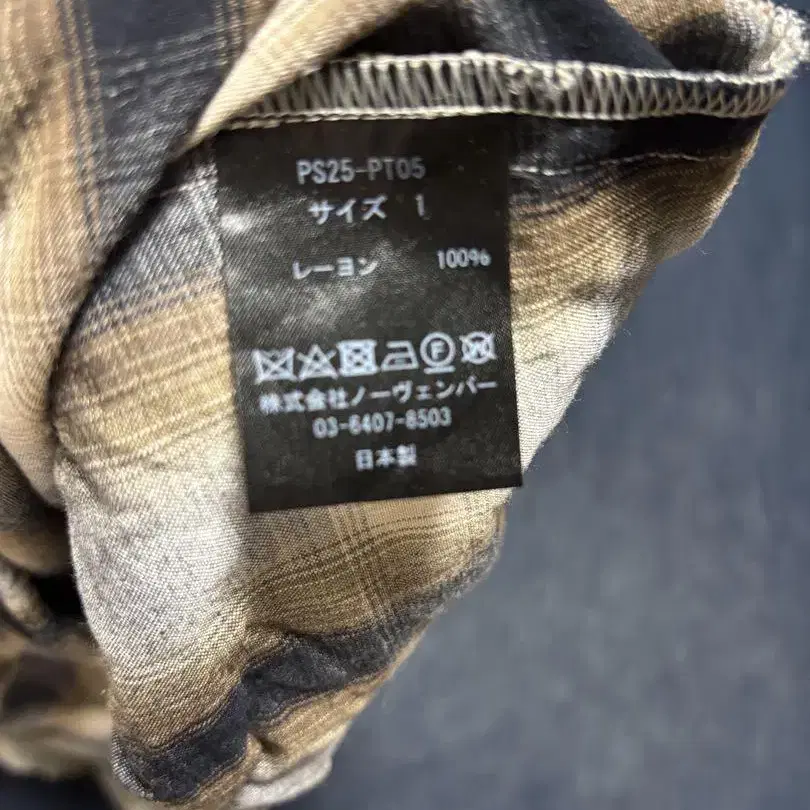 PS25-PT05
サイズ 1
レーヨン 100%
株式会社ノーヴェンバー
03-6407-8503
日本製